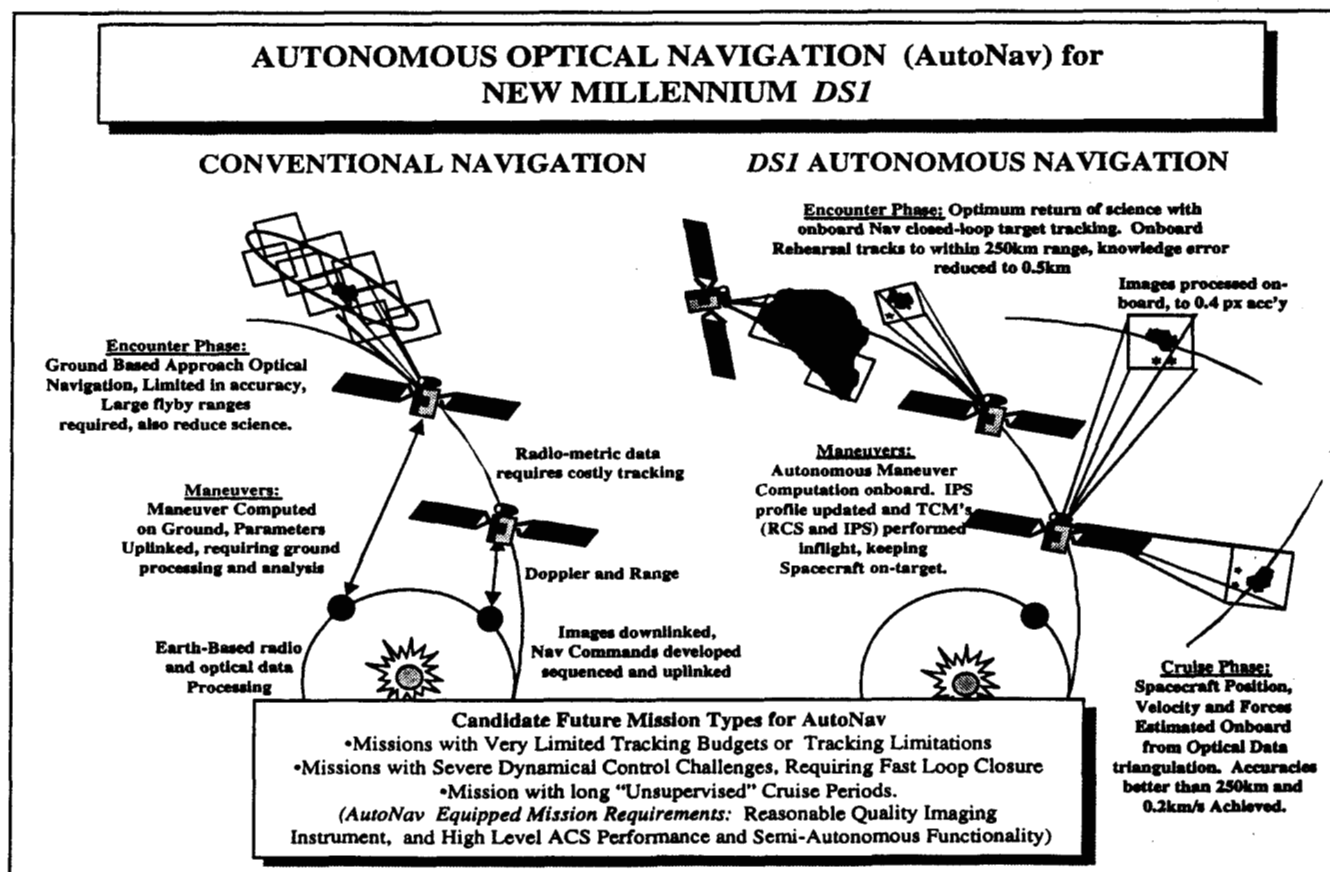 AUTONOMOUS OPTICAL NAVIGATION (AutoNav) for
NEW MILLENNIUM DS1
CONVENTIONAL NAVIGATION
Encounter Phase:
Ground Based Approach Optical
Navigation, Limited in accuracy,
Large flyby ranges
required, also reduce science.
Radio-metric data
requires costly tracking
Maneuvers:
Maneuver Computed
on Ground, Parameters
Uplinked, requiring ground
processing and analysis
Doppler and Range
Earth-Based radio
and optical data
Processing
Images downlinked,
Nav Commands developed
sequenced and uplinked
DS1 AUTONOMOUS NAVIGATION
Encounter Phase: Optimum return of science with
onboard Nav closed-loop target tracking. Onboard
Rehearsal tracks to within 250km range, knowledge error
reduced to 0.5km
Images processed on-
board, to 0.4 px acc'y
Maneuvers:
Autonomous Maneuver
Computation onboard. IPS
profile updated and TCM's
(RCS and IPS) performed
inflight, keeping
Spacecraft on-target.
Cruise Phase:
Spacecraft Position,
Velocity and Forces
Estimated Onboard
from Optical Data
triangulation. Accuracies
better than 250km and
0.2km/s Achieved.
Candidate Future Mission Types for AutoNav
•Missions with Very Limited Tracking Budgets or Tracking Limitations
•Missions with Severe Dynamical Control Challenges, Requiring Fast Loop Closure
•Mission with long "Unsupervised" Cruise Periods.
(AutoNav Equipped Mission Requirements: Reasonable Quality Imaging
Instrument, and High Level ACS Performance and Semi-Autonomous Functionality)